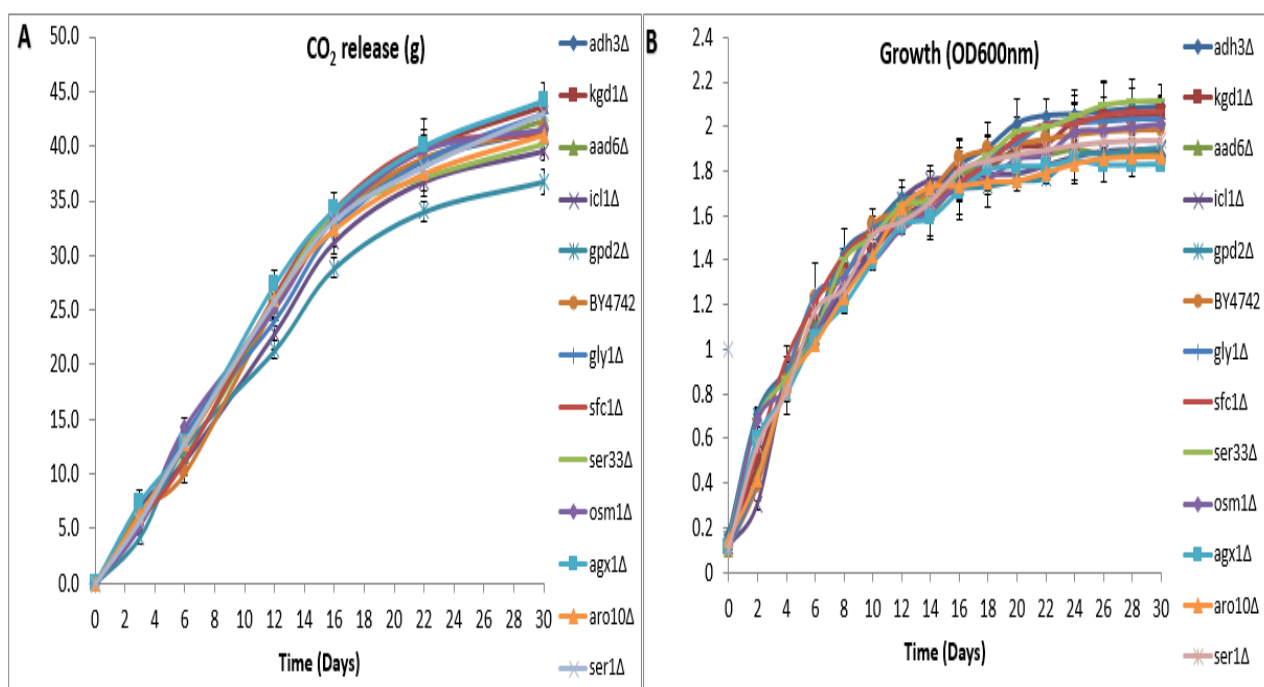 A
CO₂ release (g)
50.0
45.0
40.0
35.0
30.0
25.0
20.0
15.0
10.0
5.0
0.0
0 2 4 6 8 10 12 14 16 18 20 22 24 26 28 30
Time (Days)
adh3Δ
kgd1Δ
aad6Δ
icl1Δ
gpd2Δ
BY4742
gly1Δ
sfc1Δ
ser33Δ
osm1Δ
agx1Δ
aro10Δ
ser1Δ
B
Growth (OD600nm)
2.4
2.2
2
1.8
1.6
1.4
1.2
1
0.8
0.6
0.4
0.2
0
0 2 4 6 8 10 12 14 16 18 20 22 24 26 28 30
Time (Days)
adh3Δ
kgd1Δ
aad6Δ
icl1Δ
gpd2Δ
BY4742
gly1Δ
sfc1Δ
ser33Δ
osm1Δ
agx1Δ
aro10Δ
ser1Δ